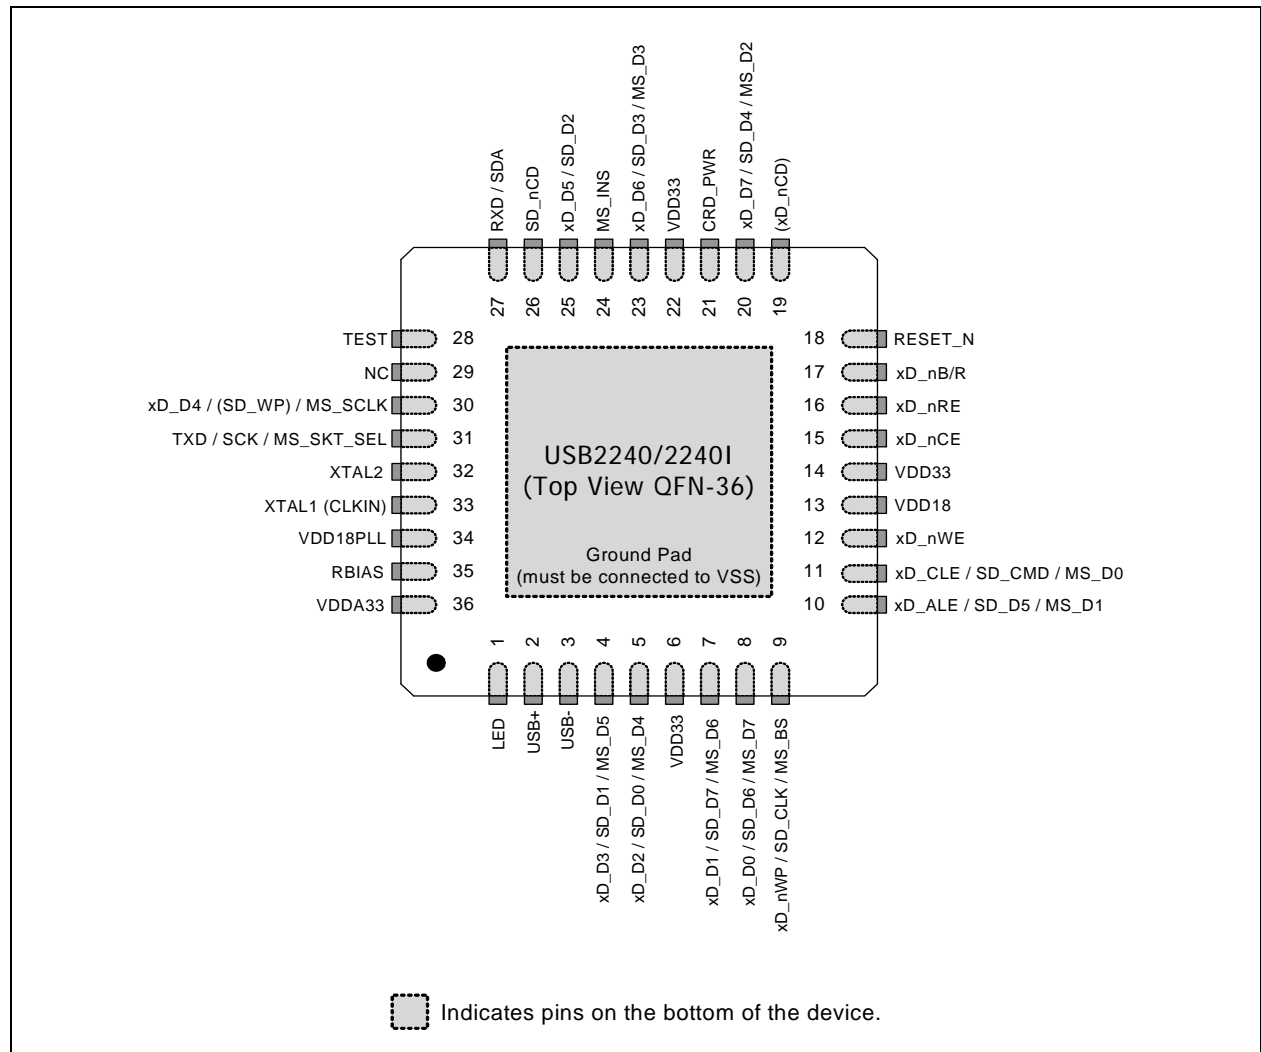 RXD / SDA
SD_nCD
xD_D5 / SD_D2
MS_INS
xD_D6 / SD_D3 / MS_D3
VDD33
CRD_PWR
xD_D7 / SD_D4 / MS_D2
(xD_nCD)
27
26
25
24
23
22
21
20
19
TEST 28
NC 29
xD_D4 / (SD_WP) / MS_SCLK 30
TXD / SCK / MS_SKT_SEL 31
XTAL2 32
XTAL1 (CLKIN) 33
VDD18PLL 34
RBIAS 35
VDDA33 36
USB2240/2240I
(Top View QFN-36)
Ground Pad
(must be connected to VSS)
18 RESET_N
17 xD_nB/R
16 xD_nRE
15 xD_nCE
14 VDD33
13 VDD18
12 xD_nWE
11 xD_CLE / SD_CMD / MS_D0
10 xD_ALE / SD_D5 / MS_D1
1
2
3
4
5
6
7
8
9
LED
USB+
USB-
xD_D3 / SD_D1 / MS_D5
xD_D2 / SD_D0 / MS_D4
VDD33
xD_D1 / SD_D7 / MS_D6
xD_D0 / SD_D6 / MS_D7
xD_nWP / SD_CLK / MS_BS
Indicates pins on the bottom of the device.